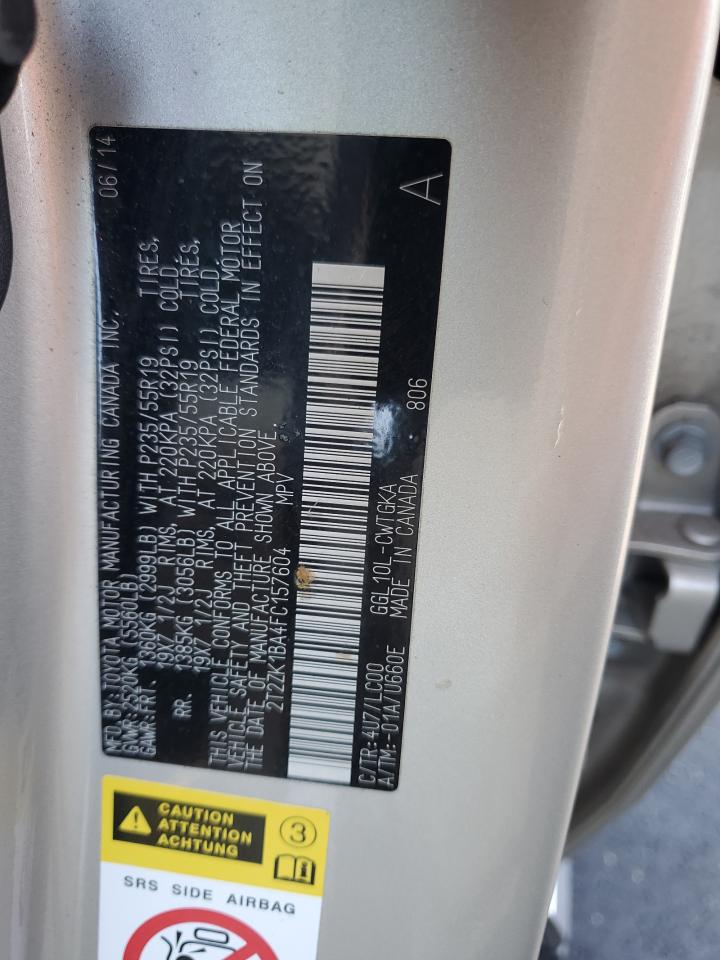 MFD. BY: TOYOTA MOTOR MANUFACTURING CANADA INC. 06/14
GVWR: 2520KG (5560LB)
GAWR: FRT 1360KG (2999LB) WITH P235/55R19 TIRES,
19X7 1/2J RIMS, AT 220KPA (32PSI) COLD,
RR. 1385KG (3056LB) WITH P235/55R19 TIRES,
19X7 1/2J RIMS, AT 220KPA (32PSI) COLD,
THIS VEHICLE CONFORMS TO ALL APPLICABLE FEDERAL MOTOR
VEHICLE SAFETY AND THEFT PREVENTION STANDARDS IN EFFECT ON
THE DATE OF MANUFACTURE SHOWN ABOVE.
2T2ZK1BA4FC157604 MPV
C/TR:4U7/LC00 GGL10L-CWTGKA
A/TM:-01A/U660E MADE IN CANADA 806
A
CAUTION
ATTENTION
ACHTUNG
3
SRS SIDE AIRBAG